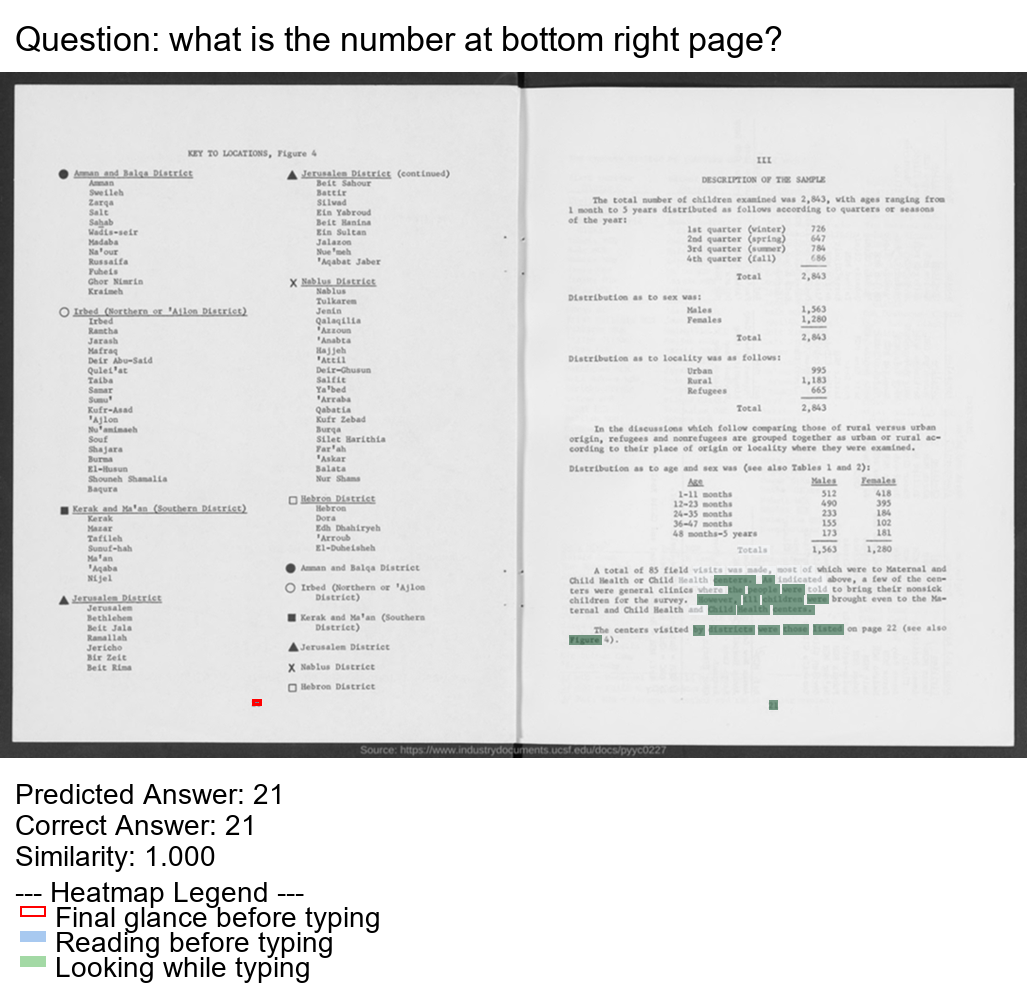 Question: what is the number at bottom right page?
KEY TO LOCATIONS, Figure 4
Amman and Balqa District
Amman
Sweileh
Zarqa
Salt
Sahab
Wadis-seir
Madaba
Na'our
Russaifa
Fuheis
Ghor Nimrin
Kraimeh
Irbed (Northern or 'Ajlon District)
Irbed
Ramtha
Jarash
Mafraq
Deir Abu-Said
Qulei'at
Taiba
Samar
Sumu'
Kufr-Asad
'Ajlon
Nu'amimaeh
Souf
Shajara
Burma
El-Husun
Shouneh Shamalia
Baqura
Kerak and Ma'an (Southern District)
Kerak
Mazar
Tafileh
Sunuf-hah
Ma'an
'Aqaba
Nijel
Jerusalem District
Jerusalem
Bethlehem
Beit Jala
Ramallah
Jericho
Bir Zeit
Beit Rima
Jerusalem District (continued)
Beit Sahour
Battir
Silwad
Ein Yabroud
Beit Hanina
Ein Sultan
Jalazon
Nue'meh
'Aqabat Jaber
X Nablus District
Nablus
Tulkarem
Jenin
Qalaqilia
'Azzoun
'Anabta
Hajjeh
'Attil
Deir-Ghusun
Salfit
Ya'bed
'Arraba
Qabatia
Kufr Zebad
Burqa
Silet Harithia
Far'ah
'Askar
Balata
Nur Shams
Hebron District
Hebron
Dora
Edh Dhahiryeh
'Arroub
El-Duheisheh
Amman and Balqa District
Irbed (Northern or 'Ajlon
District)
Kerak and Ma'an (Southern
District)
Jerusalem District
X Nablus District
Hebron District
III
DESCRIPTION OF THE SAMPLE
The total number of children examined was 2,843, with ages ranging from
1 month to 5 years distributed as follows according to quarters or seasons
of the year:
1st quarter (winter) 726
2nd quarter (spring) 647
3rd quarter (summer) 784
4th quarter (fall) 686
Total 2,843
Distribution as to sex was:
Males 1,563
Females 1,280
Total 2,843
Distribution as to locality was as follows:
Urban 995
Rural 1,183
Refugees 665
Total 2,843
In the discussions which follow comparing those of rural versus urban
origin, refugees and nonrefugees are grouped together as urban or rural ac-
cording to their place of origin or locality where they were examined.
Distribution as to age and sex was (see also Tables 1 and 2):
Age Males Females
1-11 months 512 418
12-23 months 490 395
24-35 months 233 184
36-47 months 155 102
48 months-5 years 173 181
Totals 1,563 1,280
A total of 85 field visits was made, most of which were to Maternal and
Child Health or Child Health centers. As indicated above, a few of the cen-
ters were general clinics where the people were told to bring their nonsick
children for the survey. However, ill children were brought even to the Ma-
ternal and Child Health and Child Health centers.
The centers visited by districts were those listed on page 22 (see also
Figure 4).
21
Source: https://www.industrydocuments.ucsf.edu/docs/pyyc0227
Predicted Answer: 21
Correct Answer: 21
Similarity: 1.000
--- Heatmap Legend ---
Final glance before typing
Reading before typing
Looking while typing